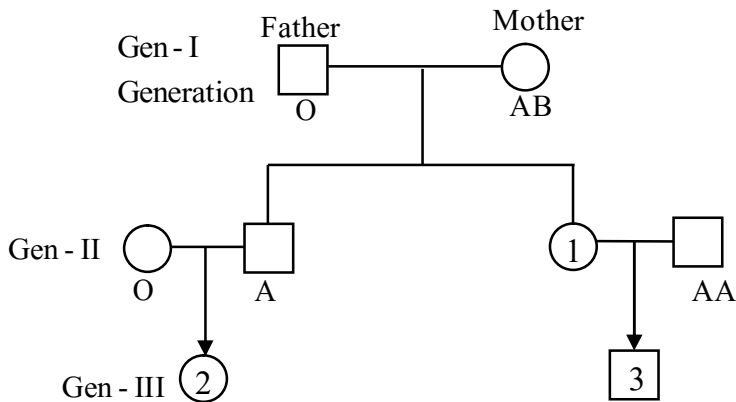 Father
Mother
Gen - I
Generation
O
AB
Gen - II
1
O
A
AA
Gen - III
2
3